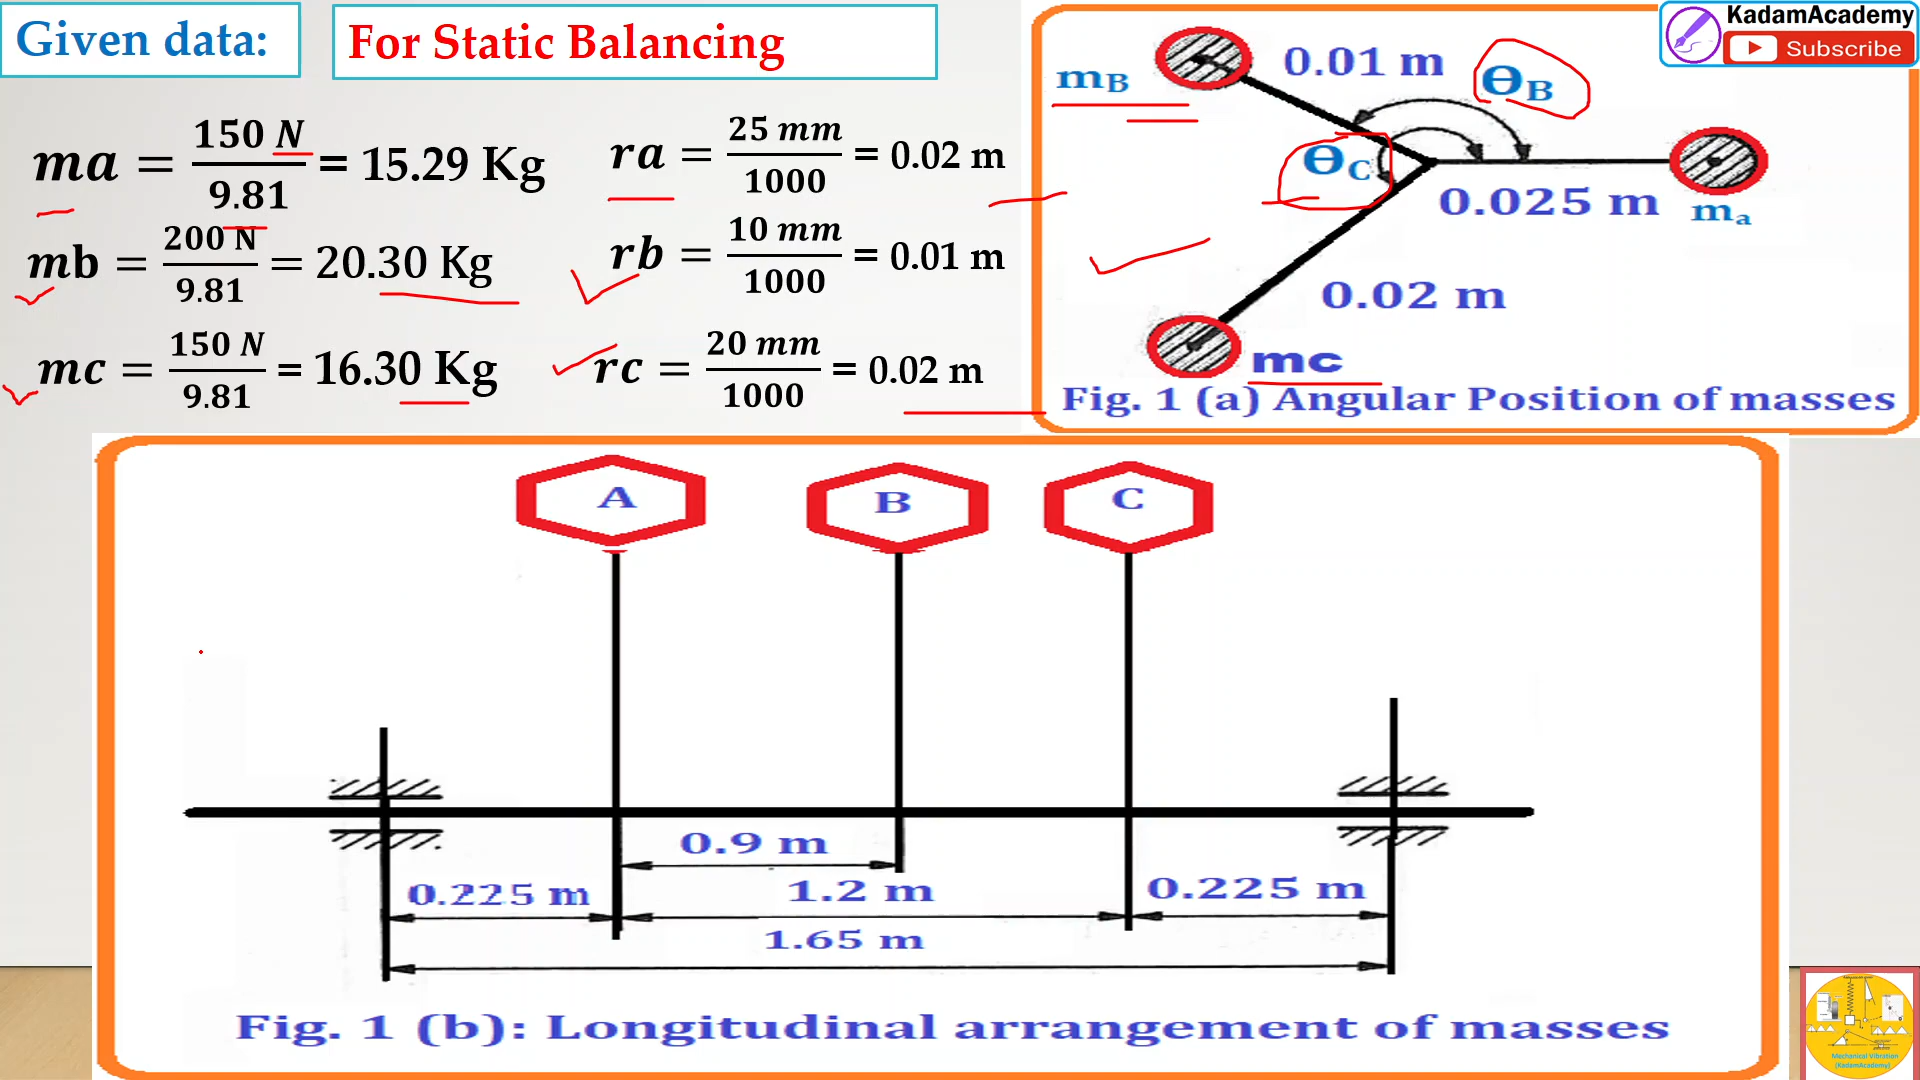 Given data:
For Static Balancing
KadamAcademy
Subscribe
ma = 150 N / 9.81 = 15.29 Kg
ra = 25 mm / 1000 = 0.02 m
mb = 200 N / 9.81 = 20.30 Kg
rb = 10 mm / 1000 = 0.01 m
mc = 150 N / 9.81 = 16.30 Kg
rc = 20 mm / 1000 = 0.02 m
mB
0.01 m
ϴB
ϴC
0.025 m
ma
0.02 m
mc
Fig. 1 (a) Angular Position of masses
A
B
C
0.9 m
0.225 m
1.2 m
0.225 m
1.65 m
Fig. 1 (b): Longitudinal arrangement of masses
Mechanical Vibration
(KadamAcademy)